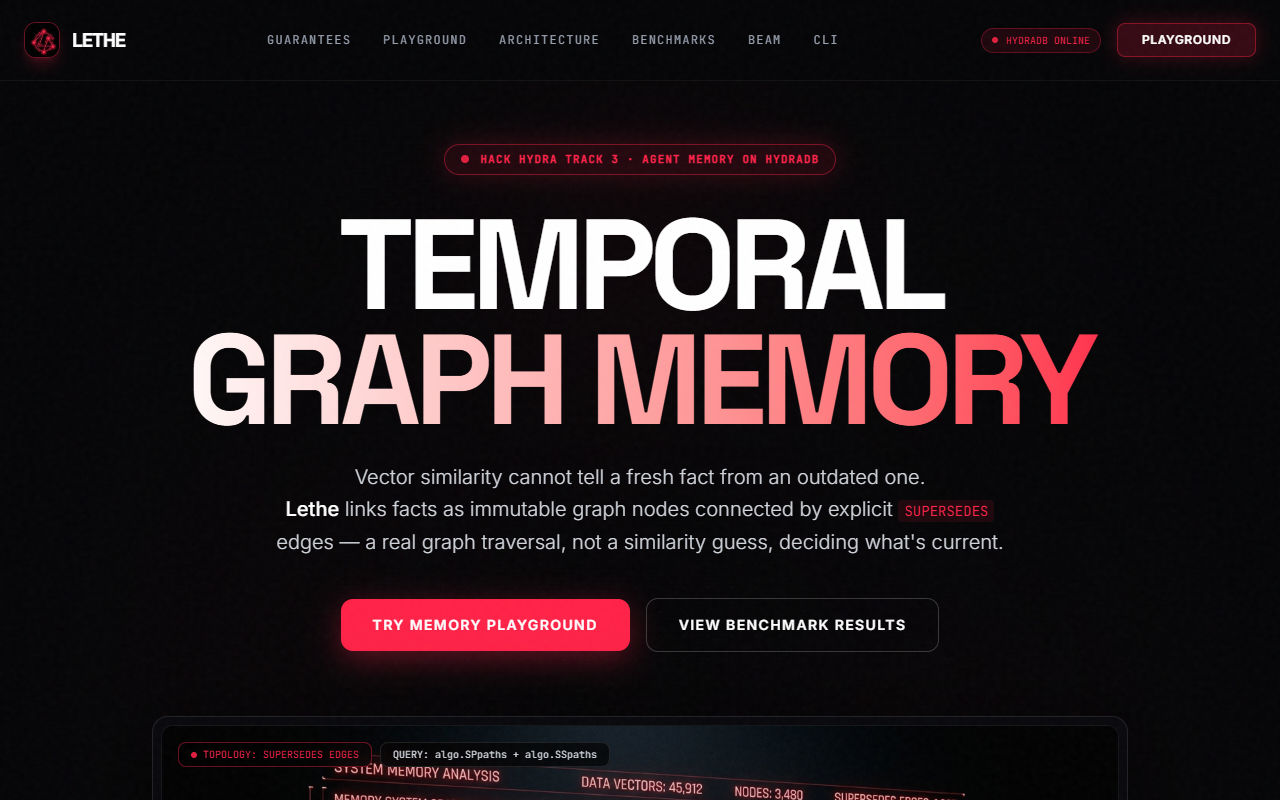 LETHE
GUARANTEES
PLAYGROUND
ARCHITECTURE
BENCHMARKS
BEAM
CLI
HYDRADB ONLINE
PLAYGROUND
HACK HYDRA TRACK 3 · AGENT MEMORY ON HYDRADB
TEMPORAL
GRAPH MEMORY
Vector similarity cannot tell a fresh fact from an outdated one.
Lethe links facts as immutable graph nodes connected by explicit SUPERSEDES
edges — a real graph traversal, not a similarity guess, deciding what's current.
TRY MEMORY PLAYGROUND
VIEW BENCHMARK RESULTS
TOPOLOGY: SUPERSEDES EDGES
QUERY: algo.SPpaths + algo.SSpaths
SYSTEM MEMORY ANALYSIS
DATA VECTORS: 45,912
NODES: 3,480
SUPERSEDES EDGES
MEMORY SYSTEM